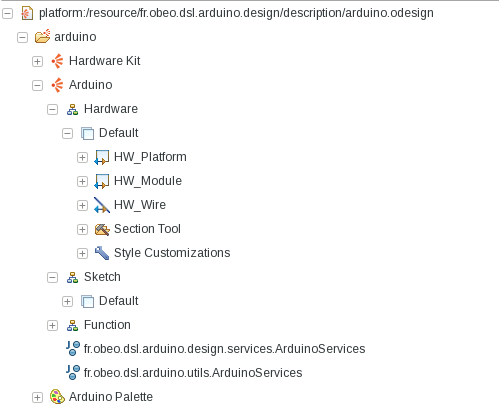 platform:/resource/fr.obeo.dsl.arduino.design/description/arduino.odesign
arduino
Hardware Kit
Arduino
Hardware
Default
HW_Platform
HW_Module
HW_Wire
Section Tool
Style Customizations
Sketch
Default
Function
fr.obeo.dsl.arduino.design.services.ArduinoServices
fr.obeo.dsl.arduino.utils.ArduinoServices
Arduino Palette